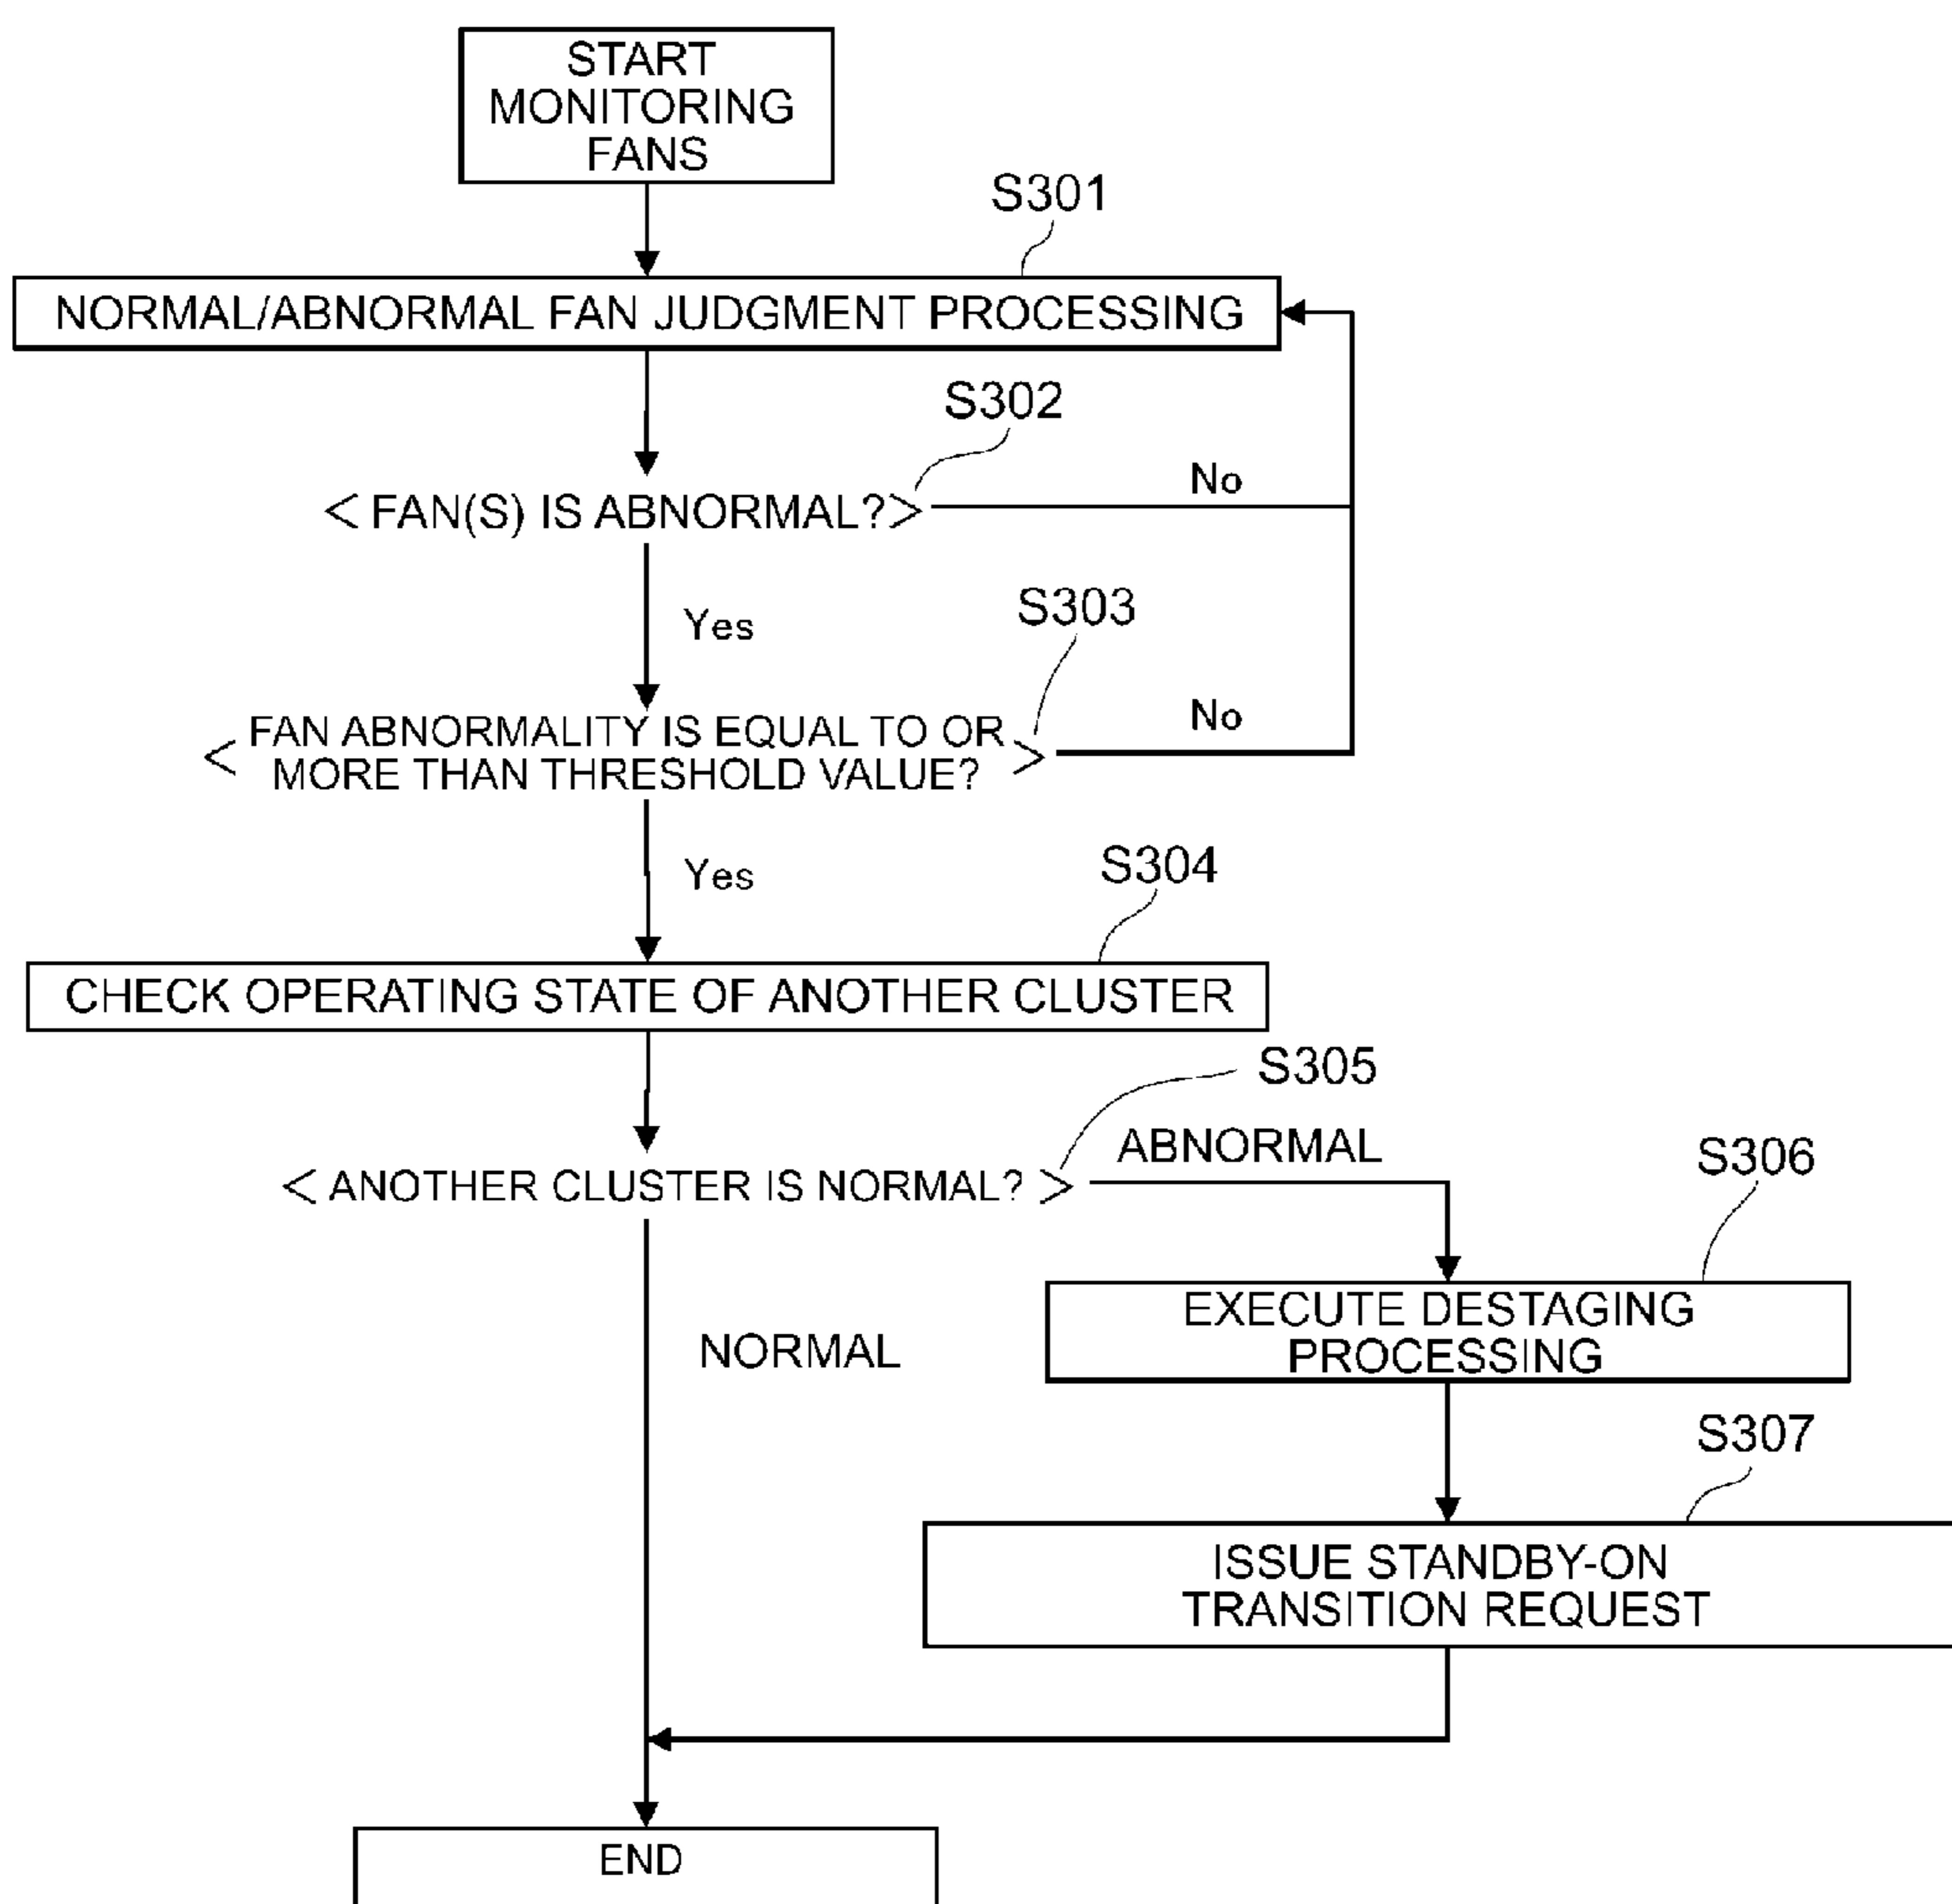 START
MONITORING
FANS
S301
NORMAL/ABNORMAL FAN JUDGMENT PROCESSING
S302
< FAN(S) IS ABNORMAL? >
No
Yes
S303
< FAN ABNORMALITY IS EQUAL TO OR
MORE THAN THRESHOLD VALUE? >
No
Yes
S304
CHECK OPERATING STATE OF ANOTHER CLUSTER
S305
< ANOTHER CLUSTER IS NORMAL? >
ABNORMAL
S306
EXECUTE DESTAGING
PROCESSING
NORMAL
S307
ISSUE STANDBY-ON
TRANSITION REQUEST
END